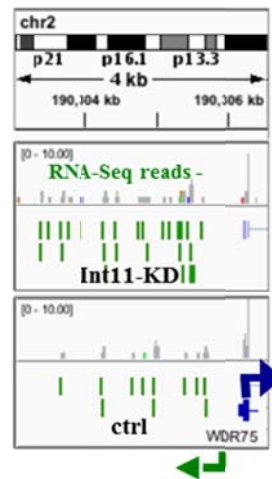 chr2
p21 p16.1 p13.3
4 kb
190,304 kb 190,306 kb
[0 - 10.00]
RNA-Seq reads -
Int11-KD
[0 - 10.00]
ctrl
WDR75